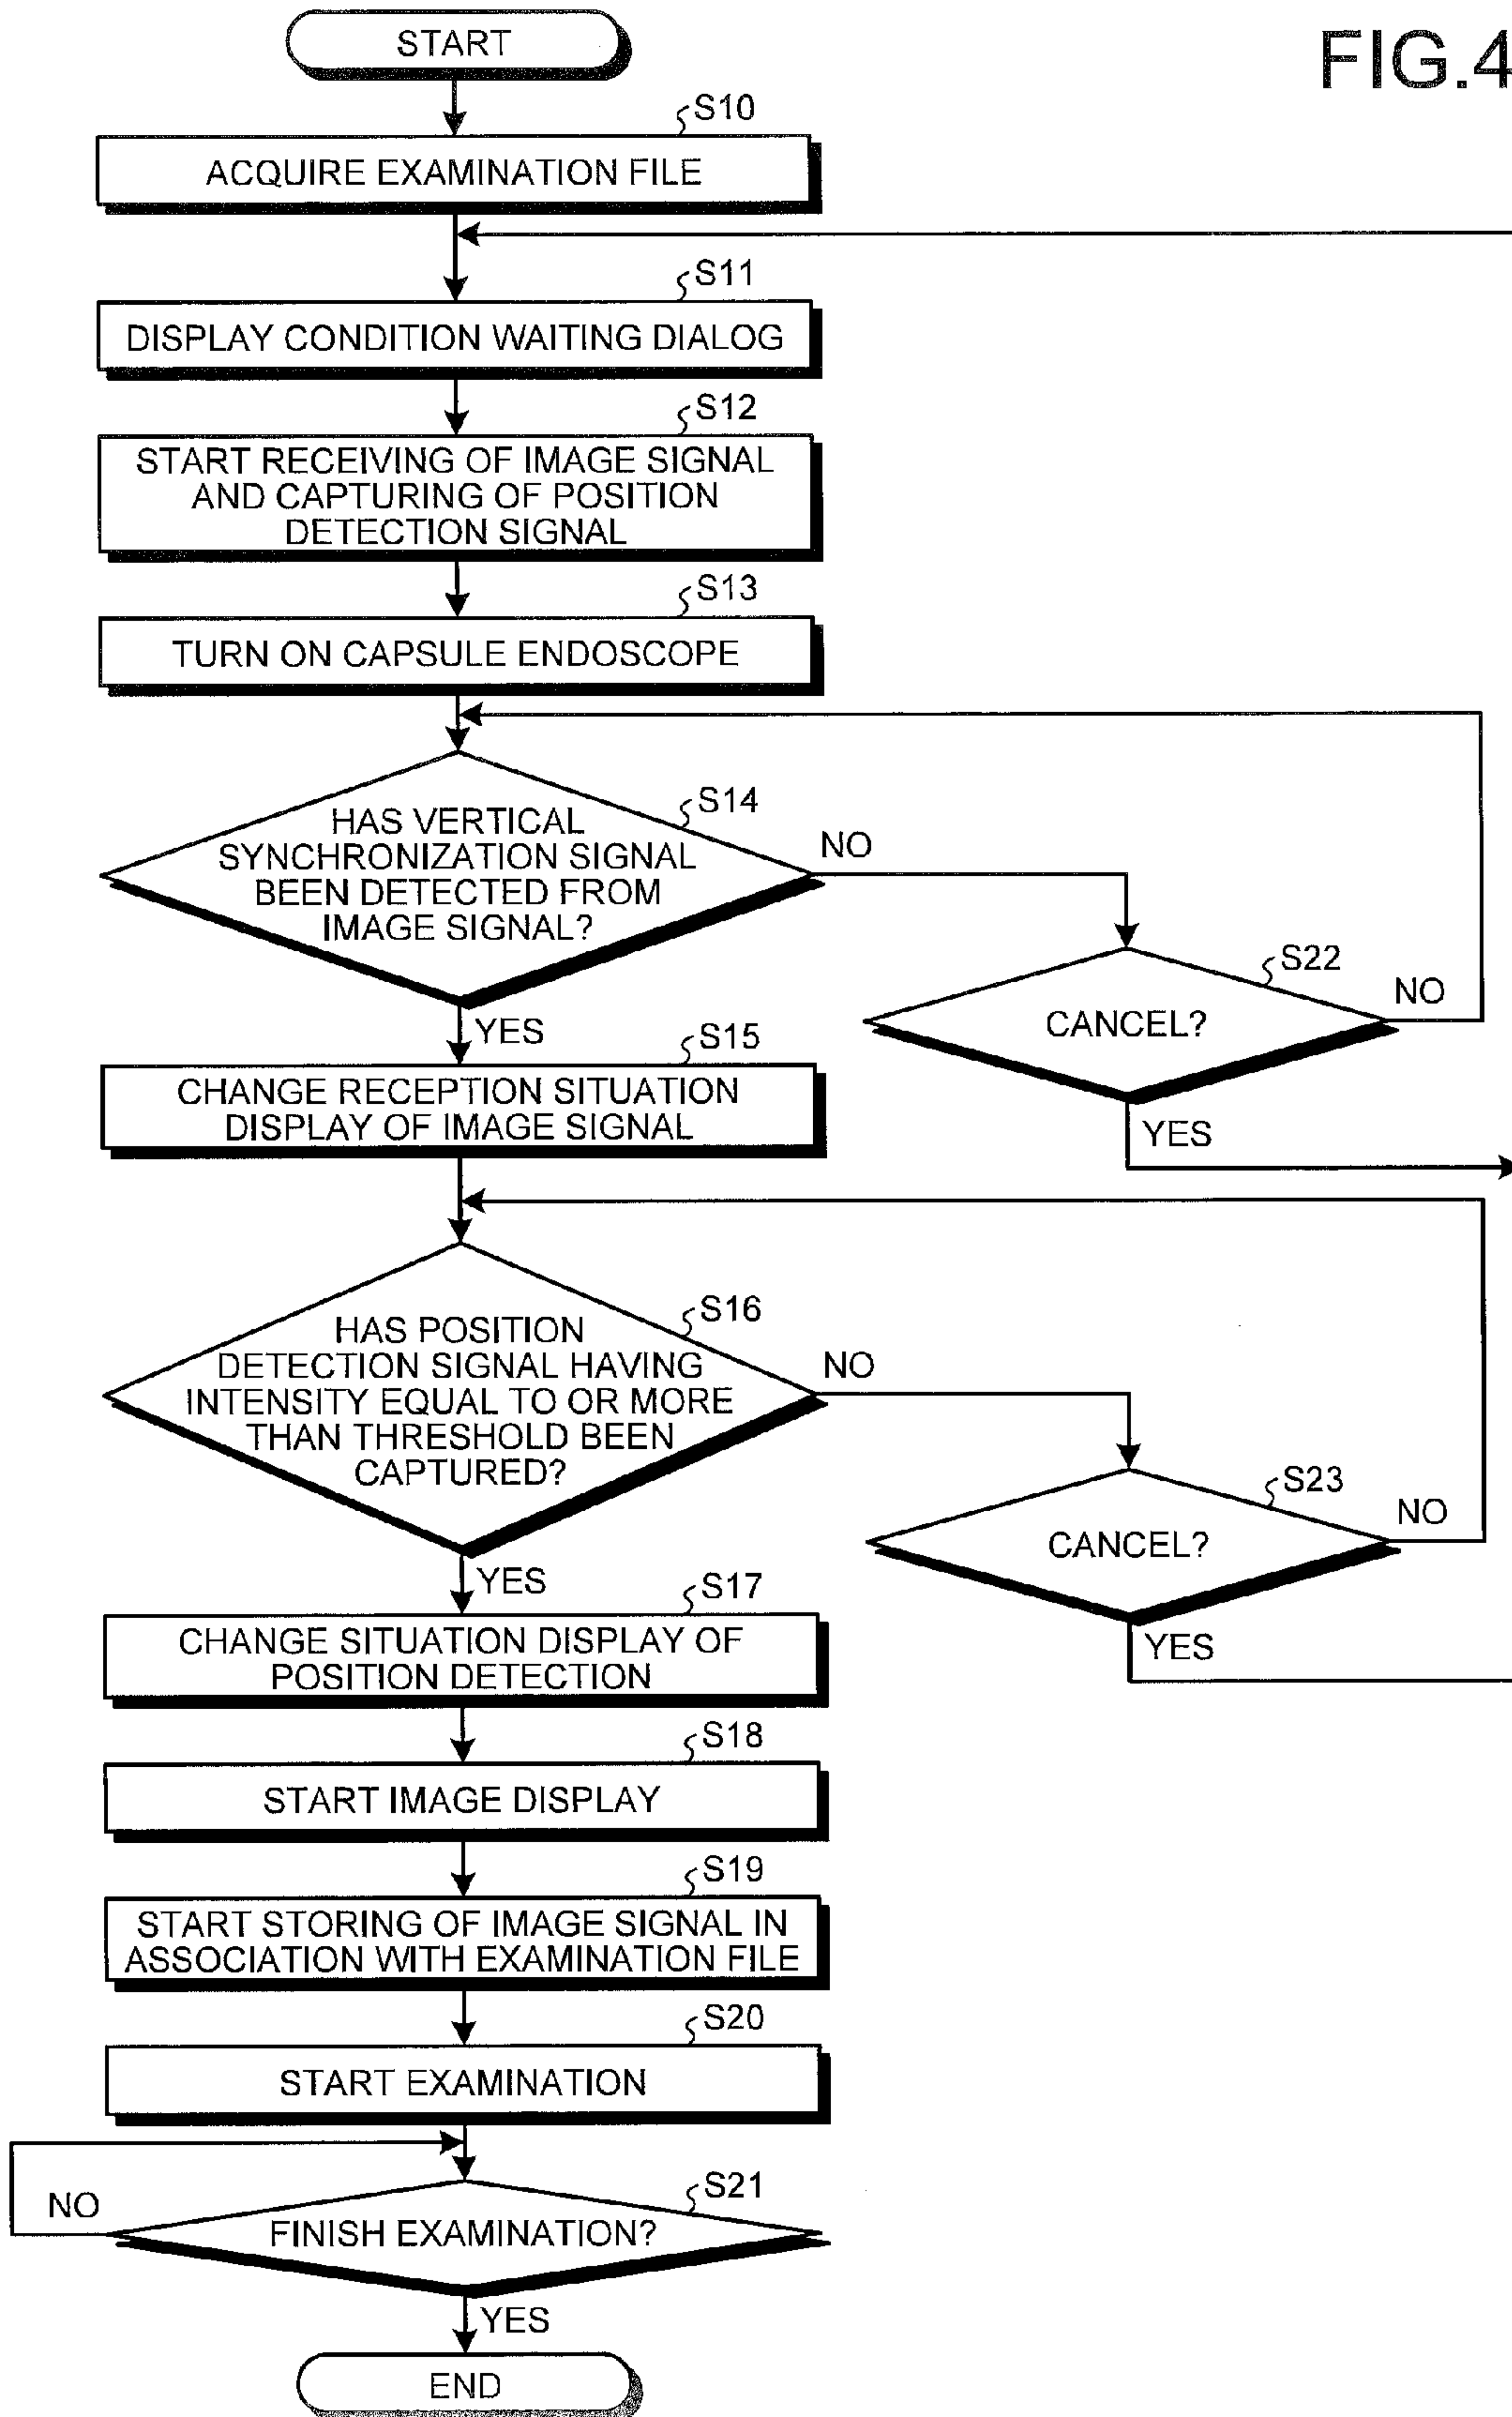 FIG.4
START
S10
ACQUIRE EXAMINATION FILE
S11
DISPLAY CONDITION WAITING DIALOG
S12
START RECEIVING OF IMAGE SIGNAL
AND CAPTURING OF POSITION
DETECTION SIGNAL
S13
TURN ON CAPSULE ENDOSCOPE
S14
HAS VERTICAL
SYNCHRONIZATION SIGNAL
BEEN DETECTED FROM
IMAGE SIGNAL?
NO
S22
CANCEL?
NO
YES
YES
S15
CHANGE RECEPTION SITUATION
DISPLAY OF IMAGE SIGNAL
S16
HAS POSITION
DETECTION SIGNAL HAVING
INTENSITY EQUAL TO OR MORE
THAN THRESHOLD BEEN
CAPTURED?
NO
S23
CANCEL?
NO
YES
YES
S17
CHANGE SITUATION DISPLAY OF
POSITION DETECTION
S18
START IMAGE DISPLAY
S19
START STORING OF IMAGE SIGNAL IN
ASSOCIATION WITH EXAMINATION FILE
S20
START EXAMINATION
S21
NO
FINISH EXAMINATION?
YES
END